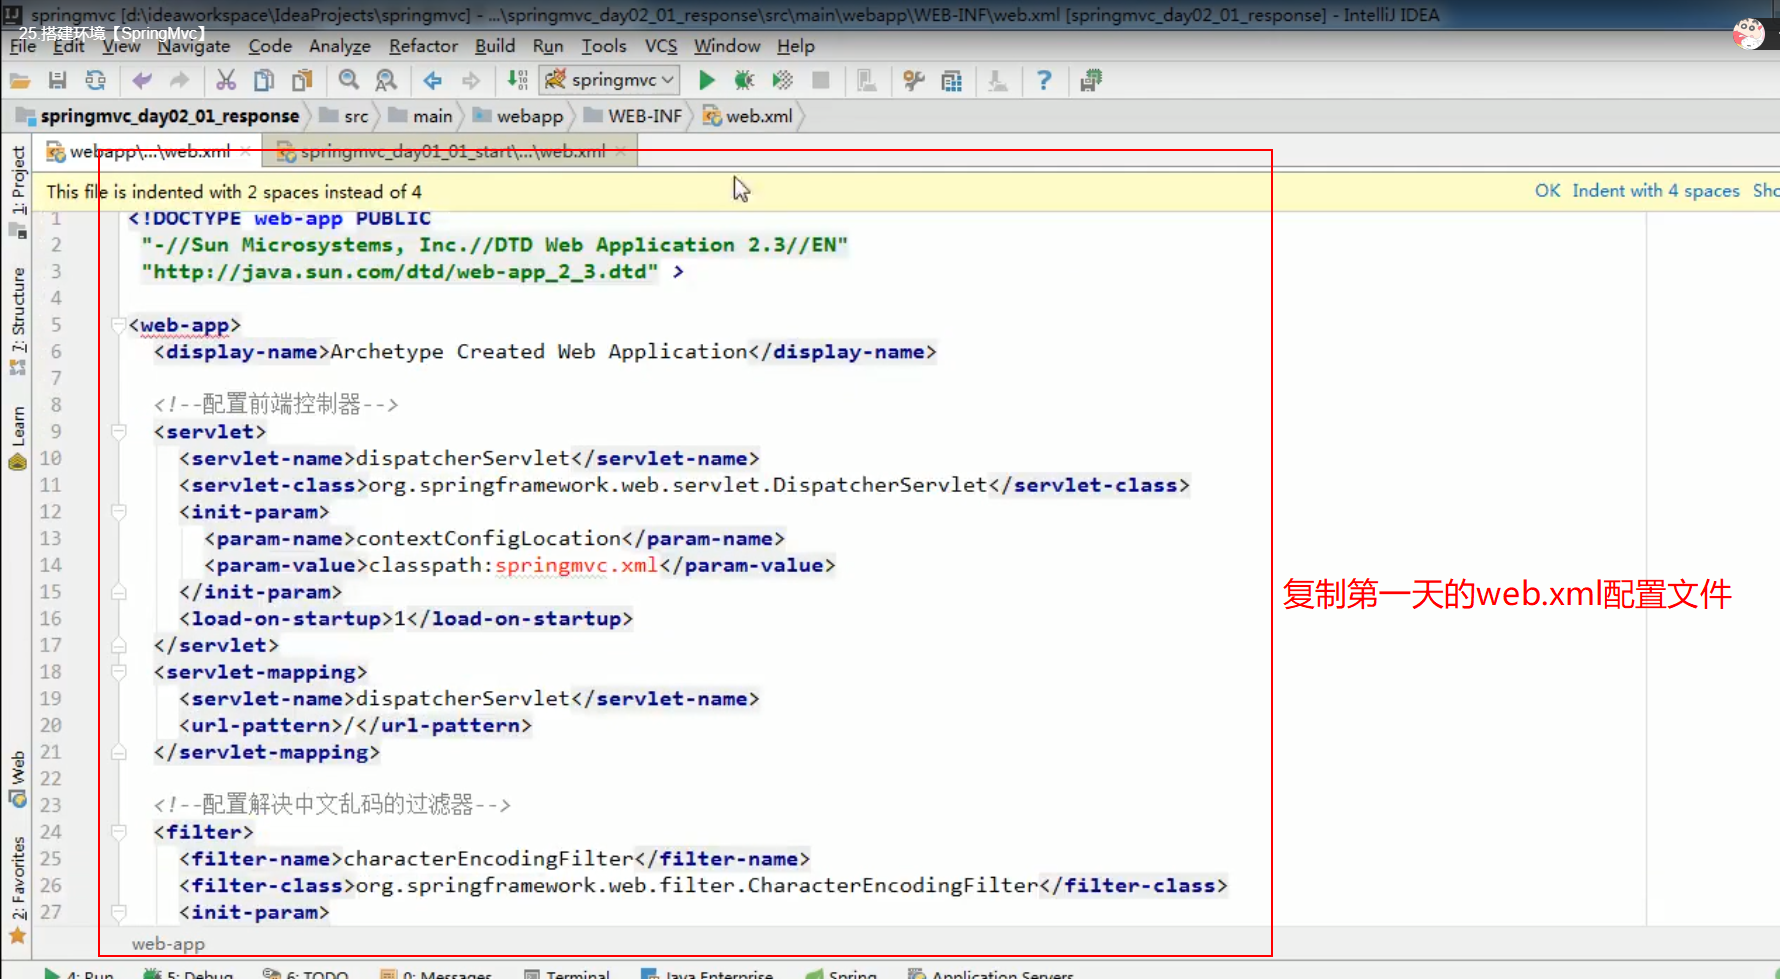 springmvc [d:\ideaworkspace\IdeaProjects\springmvc] - ...\springmvc_day02_01_response\src\main\webapp\WEB-INF\web.xml [springmvc_day02_01_response] - IntelliJ IDEA
25.搭建环境【SpringMvc】
File Edit View Navigate Code Analyze Refactor Build Run Tools VCS Window Help
springmvc
springmvc_day02_01_response src main webapp WEB-INF web.xml
webapp\...\web.xml springmvc_day01_01_start\...\web.xml
This file is indented with 2 spaces instead of 4 OK Indent with 4 spaces Sho
1 <!DOCTYPE web-app PUBLIC
2 "-//Sun Microsystems, Inc.//DTD Web Application 2.3//EN"
3 "http://java.sun.com/dtd/web-app_2_3.dtd" >
4
5 <web-app>
6 <display-name>Archetype Created Web Application</display-name>
7
8 <!--配置前端控制器-->
9 <servlet>
10 <servlet-name>dispatcherServlet</servlet-name>
11 <servlet-class>org.springframework.web.servlet.DispatcherServlet</servlet-class>
12 <init-param>
13 <param-name>contextConfigLocation</param-name>
14 <param-value>classpath:springmvc.xml</param-value>
15 </init-param>
16 <load-on-startup>1</load-on-startup>
17 </servlet>
18 <servlet-mapping>
19 <servlet-name>dispatcherServlet</servlet-name>
20 <url-pattern>/</url-pattern>
21 </servlet-mapping>
22
23 <!--配置解决中文乱码的过滤器-->
24 <filter>
25 <filter-name>characterEncodingFilter</filter-name>
26 <filter-class>org.springframework.web.filter.CharacterEncodingFilter</filter-class>
27 <init-param>
复制第一天的web.xml配置文件
1: Project
7: Structure
Learn
Web
2: Favorites
web-app
4: Run 5: Debug 6: TODO 0: Messages Terminal Java Enterprise Spring Application Servers